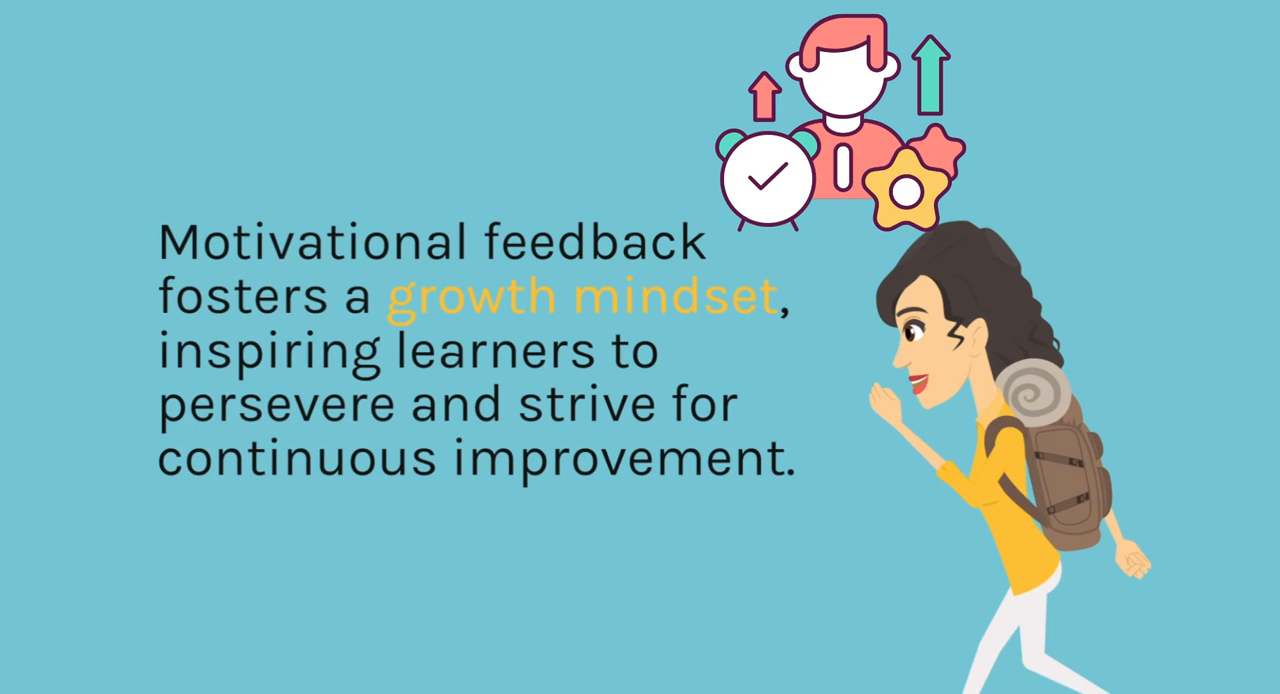 Motivational feedback
fosters a growth mindset,
inspiring learners to
persevere and strive for
continuous improvement.